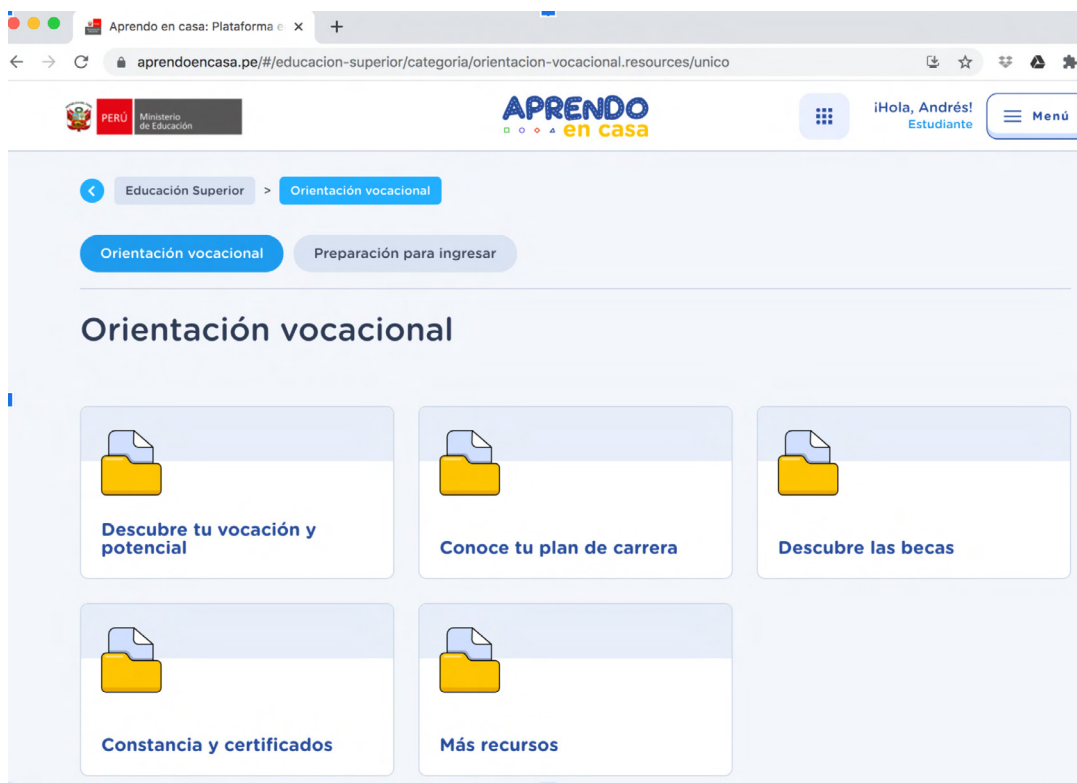 Aprendo en casa: Plataforma e
aprendoencasa.pe/#/educacion-superior/categoria/orientacion-vocacional.resources/unico
PERÚ
Ministerio
de Educación
APRENDO
en casa
¡Hola, Andrés!
Estudiante
Menú
Educación Superior > Orientación vocacional
Orientación vocacional
Preparación para ingresar
Orientación vocacional
Descubre tu vocación y
potencial
Conoce tu plan de carrera
Descubre las becas
Constancia y certificados
Más recursos